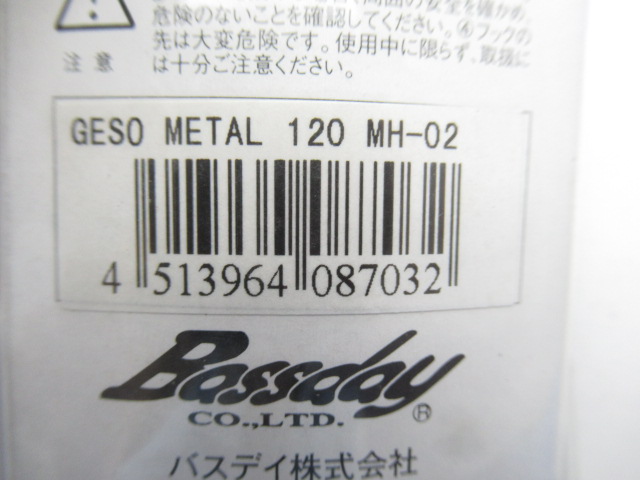 危険のないことを確認してください。④フックの
先は大変危険です。使用中に限らず、取扱に
は十分ご注意ください。
注 意
GESO METAL 120 MH-02
4 513964 087032
Bassday
CO.,LTD.
®
バスデイ株式会社